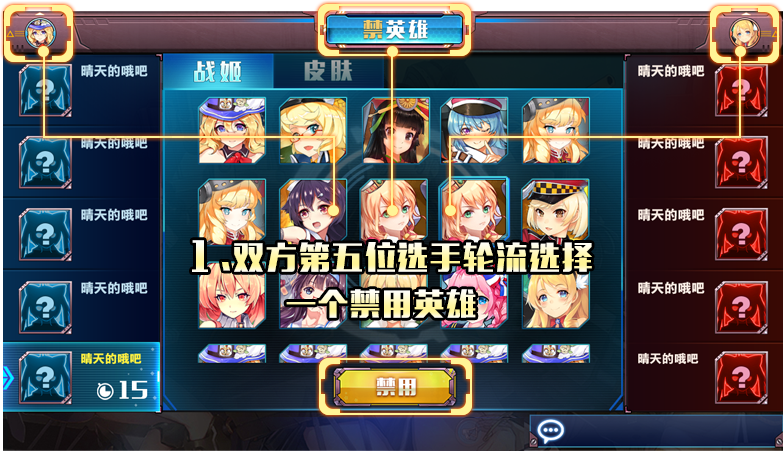 禁英雄
战姬
皮肤
晴天的哦吧
晴天的哦吧
晴天的哦吧
晴天的哦吧
晴天的哦吧
15
晴天的哦吧
晴天的哦吧
晴天的哦吧
晴天的哦吧
晴天的哦吧
1、双方第五位选手轮流选择
一个禁用英雄
禁用